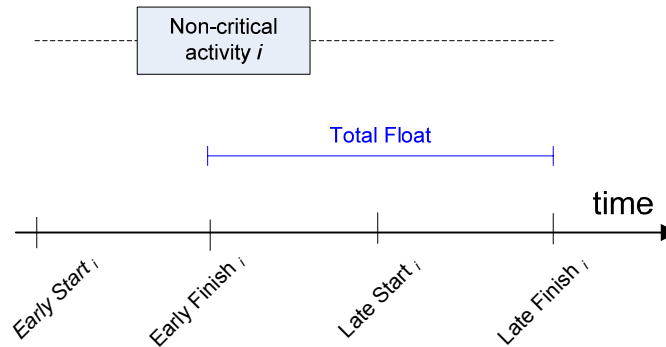 Non-critical
activity i
Total Float
time
Early Start i
Early Finish i
Late Start i
Late Finish i